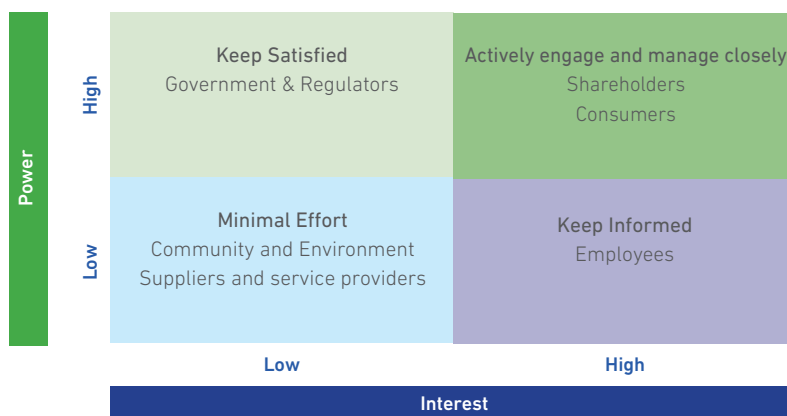 Power
High
Keep Satisfied
Government & Regulators
Actively engage and manage closely
Shareholders
Consumers
Low
Minimal Effort
Community and Environment
Suppliers and service providers
Keep Informed
Employees
Low
High
Interest